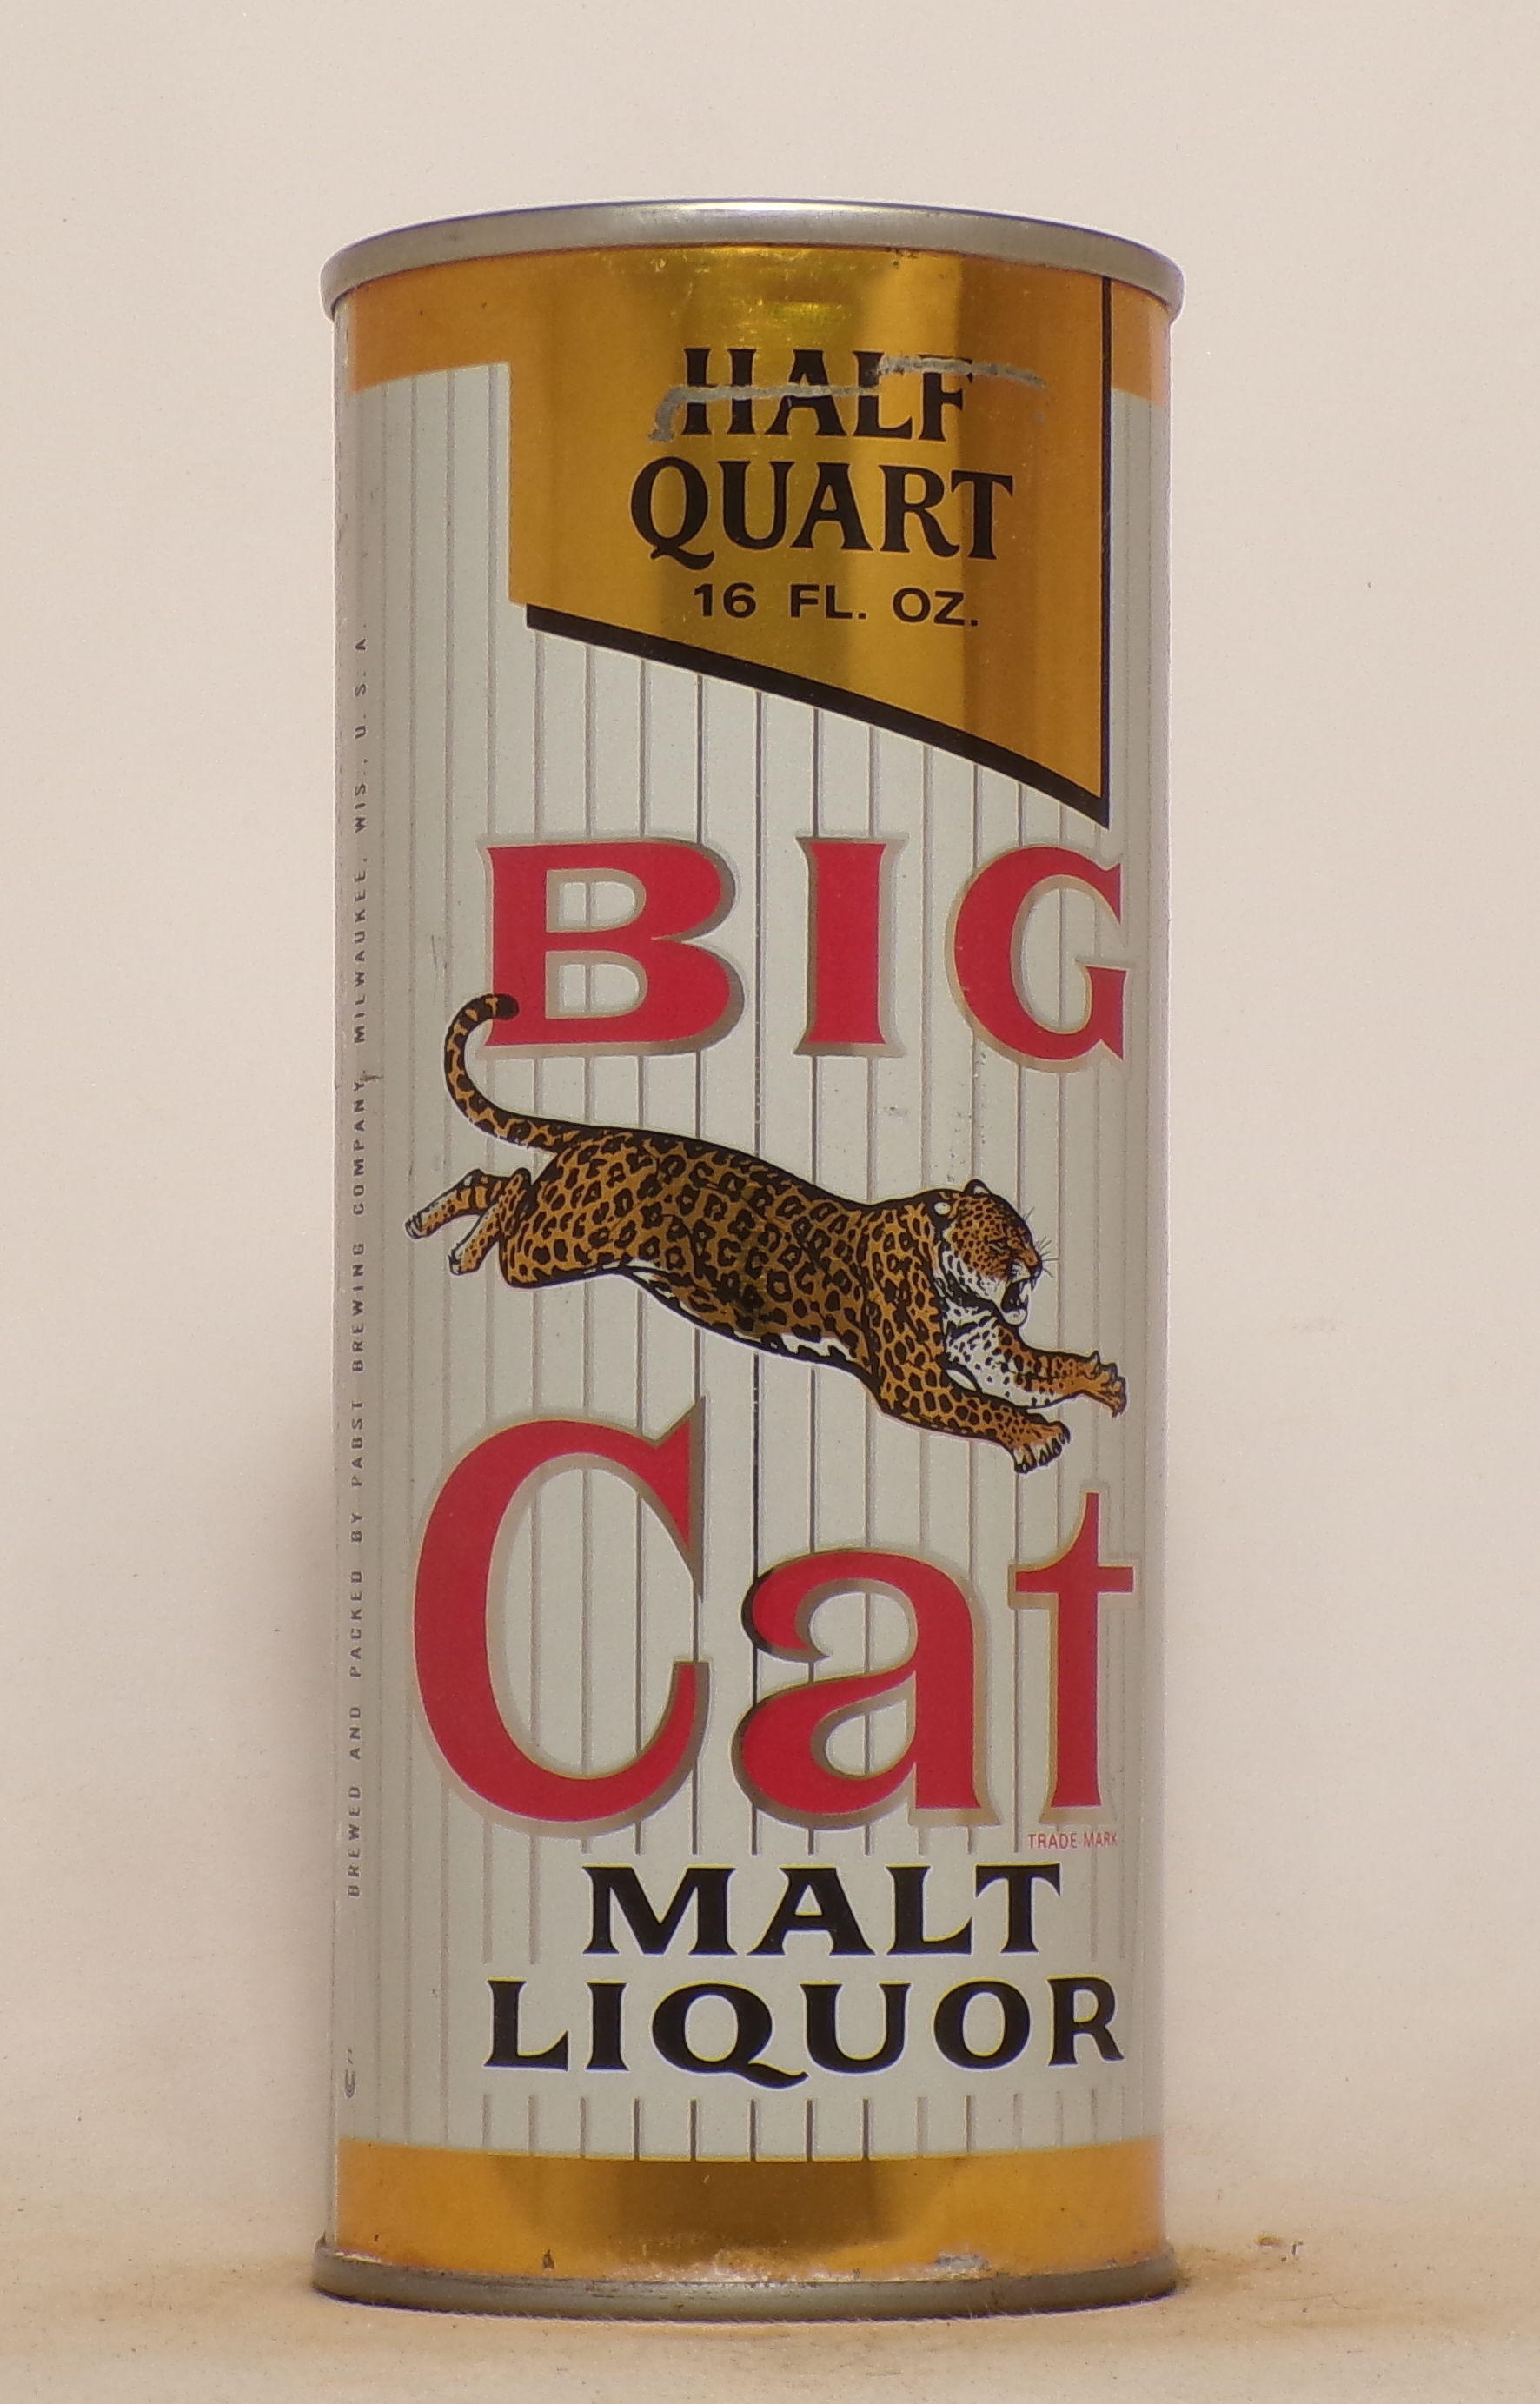 HALF
QUART
16 FL. OZ.
BIG
Cat
TRADE-MARK
MALT
LIQUOR
BREWED AND PACKED BY PABST BREWING COMPANY, MILWAUKEE, WIS., U. S. A.